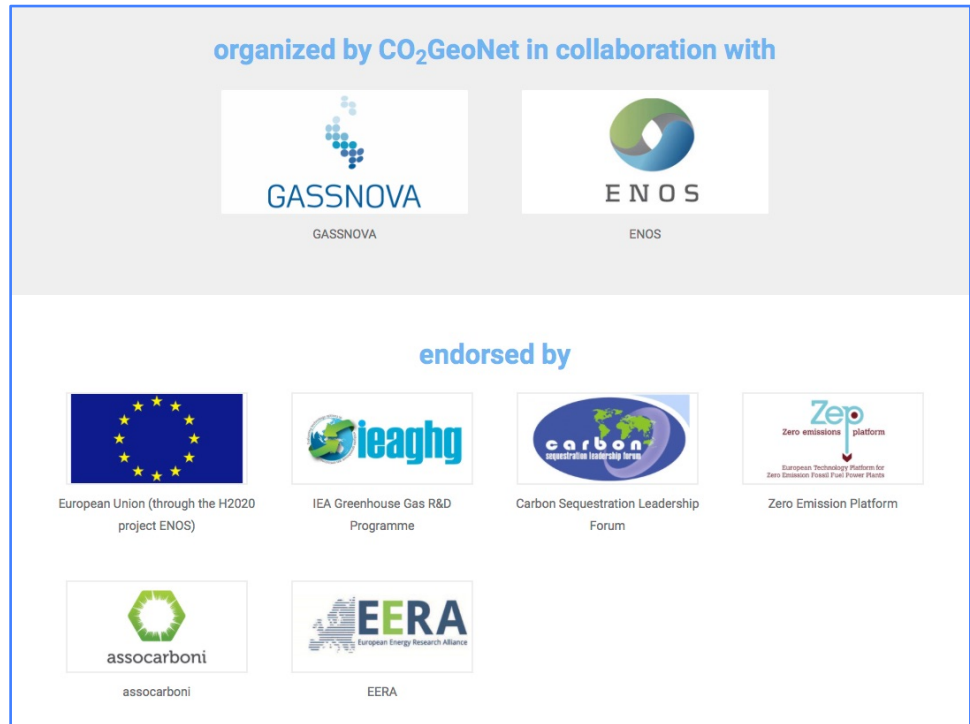 organized by CO₂GeoNet in collaboration with
GASSNOVA
ENOS
GASSNOVA
ENOS
endorsed by
ieaghg
carbon
sequestration leadership forum
Zep
Zero emissions platform
European Technology Platform for
Zero Emission Fossil Fuel Power Plants
European Union (through the H2020
project ENOS)
IEA Greenhouse Gas R&D
Programme
Carbon Sequestration Leadership
Forum
Zero Emission Platform
assocarboni
EERA
European Energy Research Alliance
assocarboni
EERA